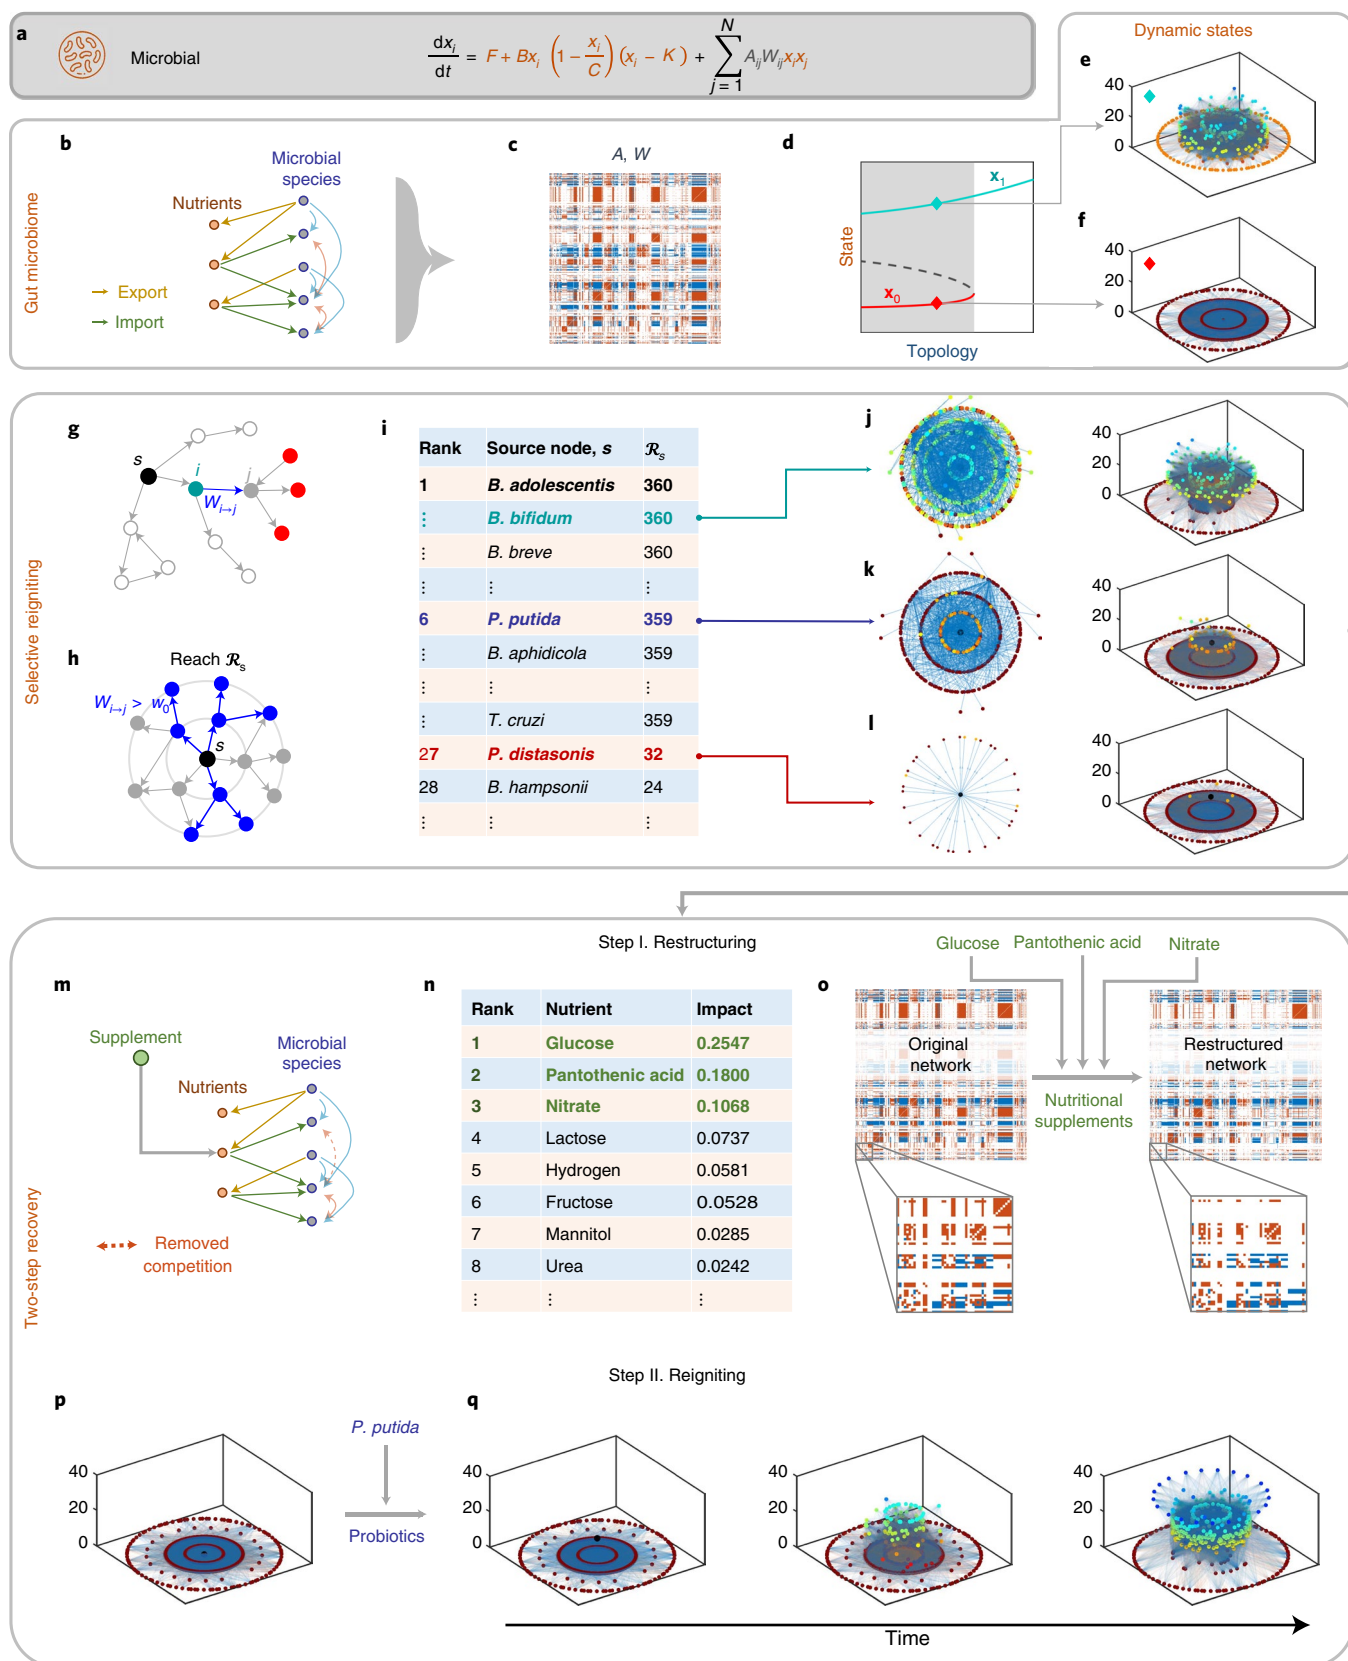 a
Microbial
dx_i/dt = F + Bx_i (1 − x_i/C) (x_i − K) + ∑_{j = 1}^{N} A_{ij}W_{ij}x_ix_j
Dynamic states
e
40
20
0
Gut microbiome
b
Microbial
species
Nutrients
Export
Import
c
A, W
d
State
x_1
x_0
Topology
f
40
20
0
Selective reigniting
g
s
i
j
W_{i→j}
h
Reach R_s
W_{i→j} > w_0
s
i
Rank Source node, s R_s
1 B. adolescentis 360
⋮ B. bifidum 360
⋮ B. breve 360
⋮ ⋮ ⋮
6 P. putida 359
⋮ B. aphidicola 359
⋮ ⋮ ⋮
⋮ T. cruzi 359
27 P. distasonis 32
28 B. hampsonii 24
⋮ ⋮ ⋮
j
40
20
0
k
40
20
0
l
40
20
0
Two-step recovery
Step I. Restructuring
m
Supplement
Microbial
species
Nutrients
Removed
competition
n
Rank Nutrient Impact
1 Glucose 0.2547
2 Pantothenic acid 0.1800
3 Nitrate 0.1068
4 Lactose 0.0737
5 Hydrogen 0.0581
6 Fructose 0.0528
7 Mannitol 0.0285
8 Urea 0.0242
⋮ ⋮ ⋮
Glucose Pantothenic acid Nitrate
o
Original
network
Nutritional
supplements
Restructured
network
Step II. Reigniting
p
40
20
0
P. putida
Probiotics
q
40
20
0
40
20
0
40
20
0
Time